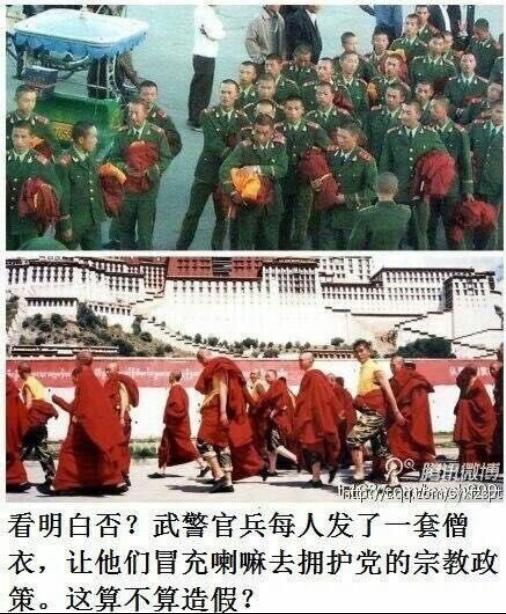 腾讯微博
看明白否？武警官兵每人发了一套僧
衣，让他们冒充喇嘛去拥护党的宗教政
策。这算不算造假？